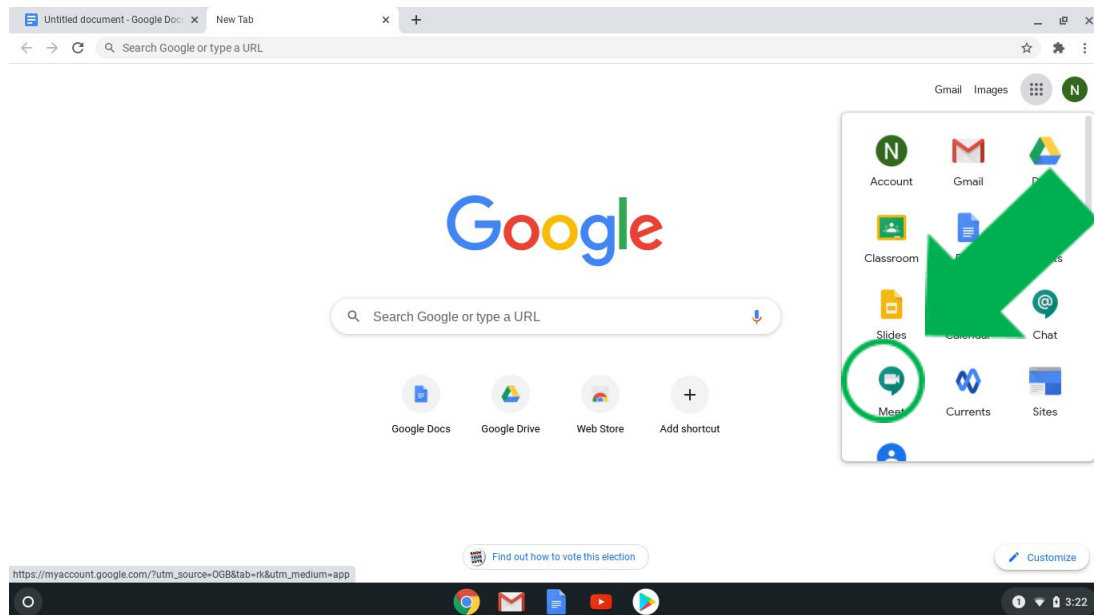 Untitled document - Google Doc
New Tab
Search Google or type a URL
Gmail Images
N
N
Account Gmail
Classroom
Google
Search Google or type a URL
Slides Calendar Chat
Meet Currents Sites
Google Docs Google Drive Web Store Add shortcut
Find out how to vote this election
Customize
https://myaccount.google.com/?utm_source=OGB&tab=rk&utm_medium=app
1 3:22